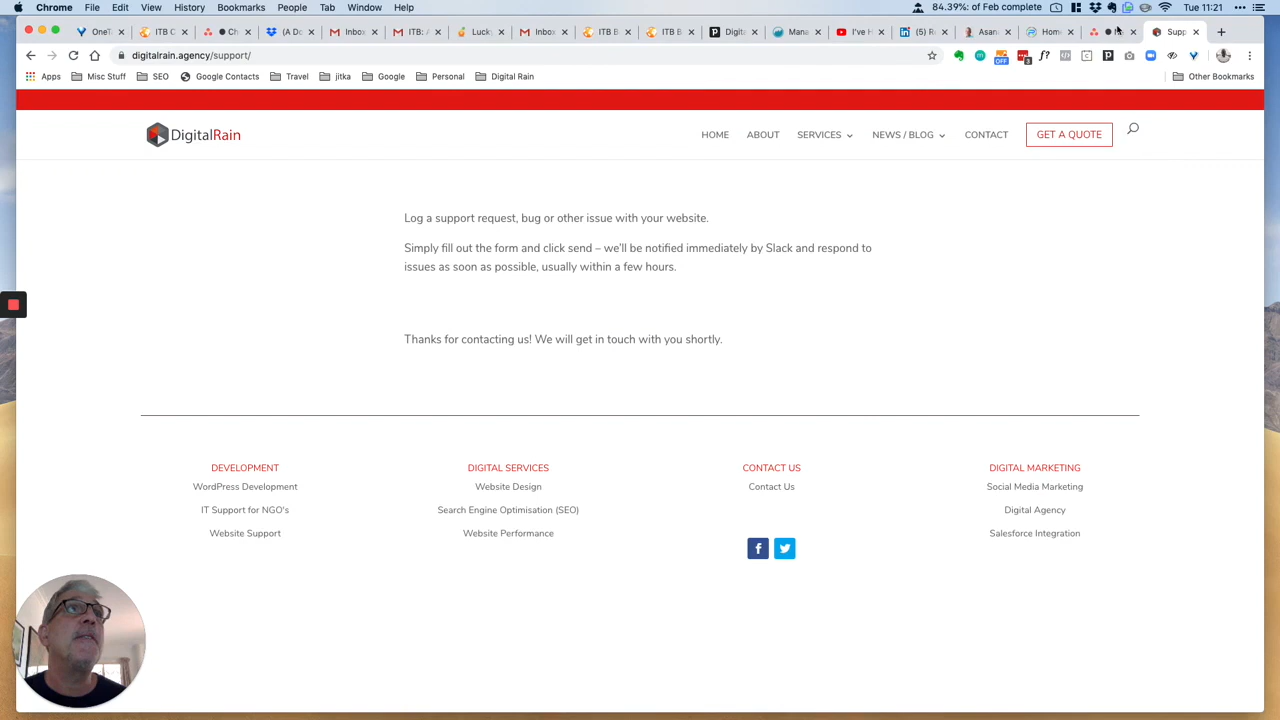 Chrome File Edit View History Bookmarks People Tab Window Help
84.39% of Feb complete Tue 11:21
OneT ITB C Ch (A D Inbox ITB: A Luck Inbox ITB B ITB B Digit Mana I've H (5) R Asan Home Supp
digitalrain.agency/support/
OFF 3 f?
Apps Misc Stuff SEO Google Contacts Travel jitka Google Personal Digital Rain Other Bookmarks
DigitalRain
HOME ABOUT SERVICES NEWS / BLOG CONTACT GET A QUOTE
Log a support request, bug or other issue with your website.
Simply fill out the form and click send – we'll be notified immediately by Slack and respond to
issues as soon as possible, usually within a few hours.
Thanks for contacting us! We will get in touch with you shortly.
DEVELOPMENT
WordPress Development
IT Support for NGO's
Website Support
DIGITAL SERVICES
Website Design
Search Engine Optimisation (SEO)
Website Performance
CONTACT US
Contact Us
DIGITAL MARKETING
Social Media Marketing
Digital Agency
Salesforce Integration